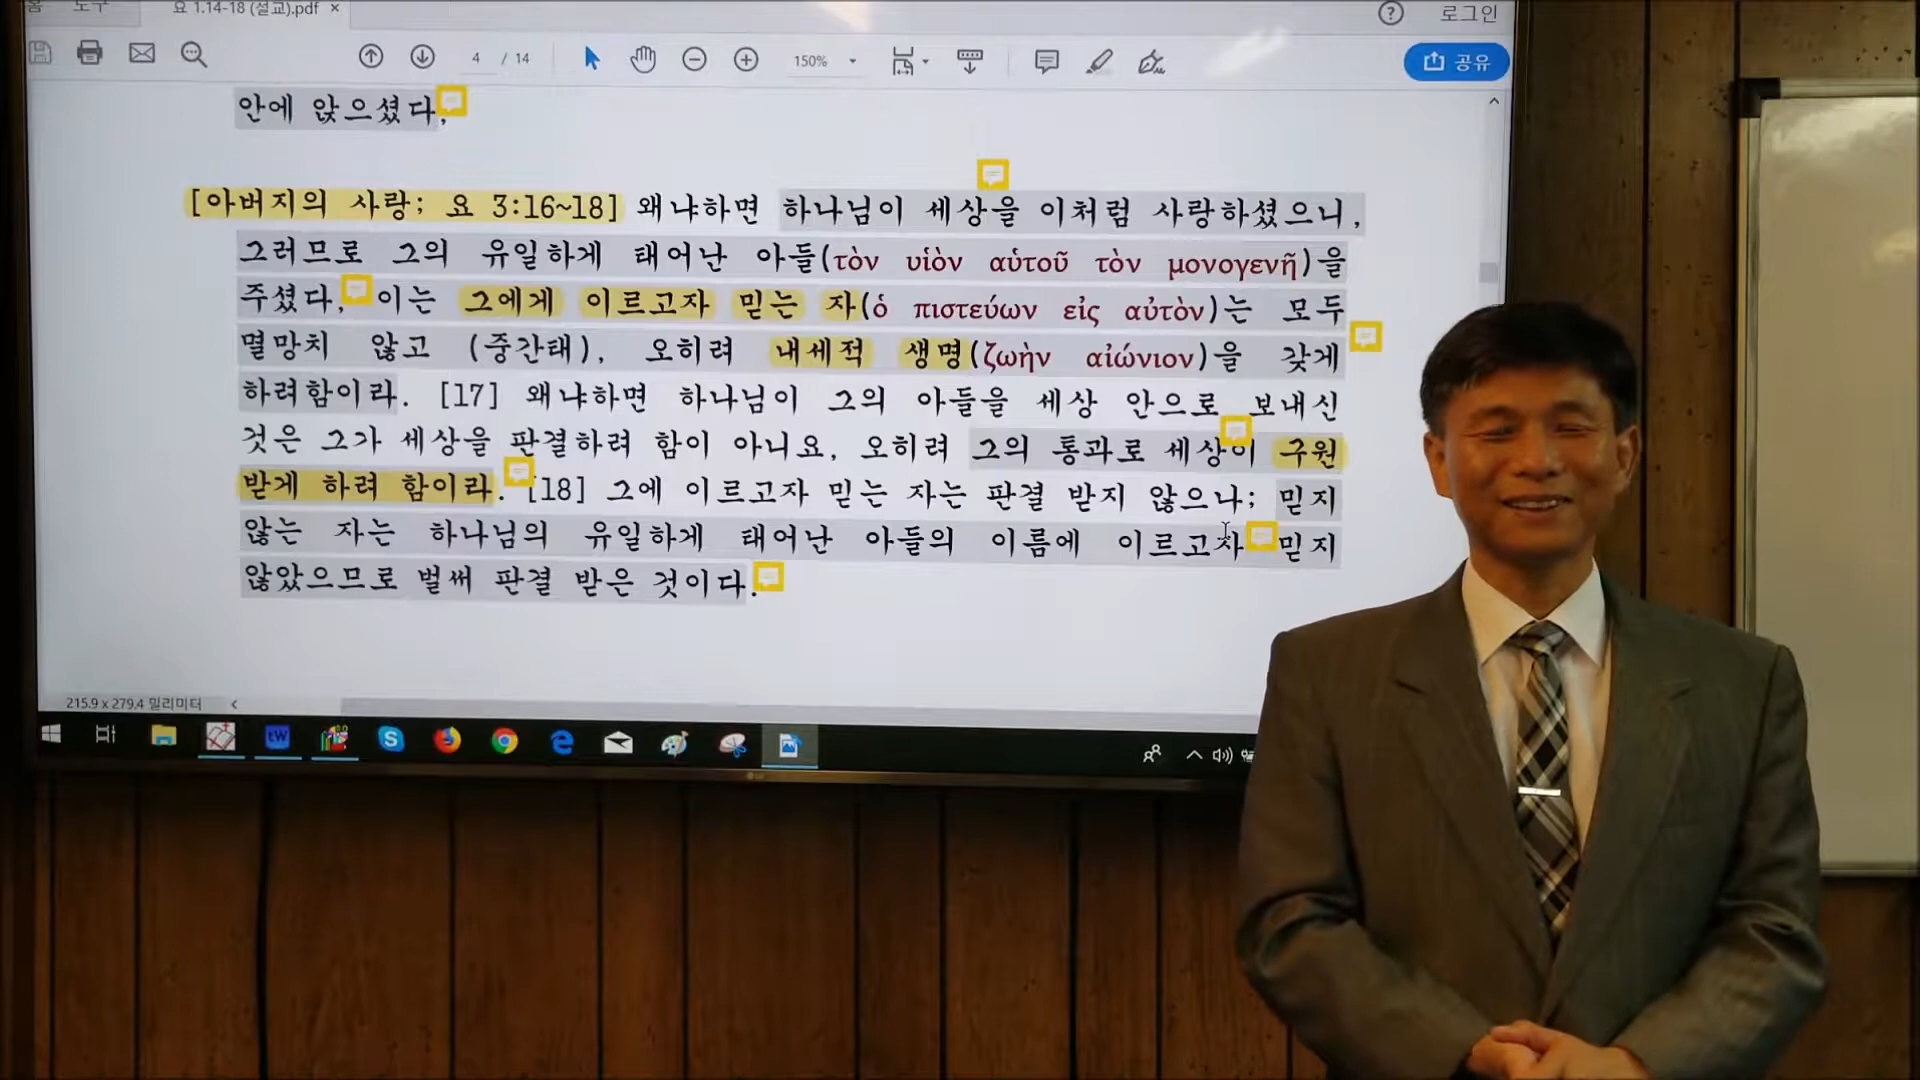 도구
요 1.14-18 (설교).pdf ×
? 로그인
4 / 14
150%
공유
안에 앉으셨다,
[아버지의 사랑; 요 3:16~18] 왜냐하면 하나님이 세상을 이처럼 사랑하셨으니,
그러므로 그의 유일하게 태어난 아들(τὸν υἱὸν αὑτοῦ τὸν μονογενῆ)을
주셨다, 이는 그에게 이르고자 믿는 자(ὁ πιστεύων εἰς αὐτὸν)는 모두
멸망치 않고 (중간태), 오히려 내세적 생명(ζωὴν αἰώνιον)을 갖게
하려함이라. [17] 왜냐하면 하나님이 그의 아들을 세상 안으로 보내신
것은 그가 세상을 판결하려 함이 아니요, 오히려 그의 통과로 세상이 구원
받게 하려 함이라. [18] 그에 이르고자 믿는 자는 판결 받지 않으나; 믿지
않는 자는 하나님의 유일하게 태어난 아들의 이름에 이르고자 믿지
않았으므로 벌써 판결 받은 것이다.
215.9 x 279.4 밀리미터
tW
LG